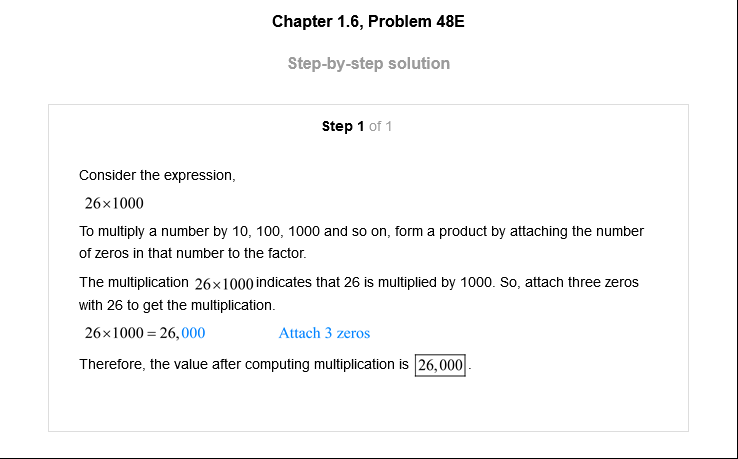 Chapter 1.6, Problem 48E
Step-by-step solution
Step 1 of 1
Consider the expression,
26×1000
To multiply a number by 10, 100, 1000 and so on, form a product by attaching the number
of zeros in that number to the factor.
The multiplication 26×1000 indicates that 26 is multiplied by 1000. So, attach three zeros
with 26 to get the multiplication.
26×1000 = 26,000 Attach 3 zeros
Therefore, the value after computing multiplication is 26,000.